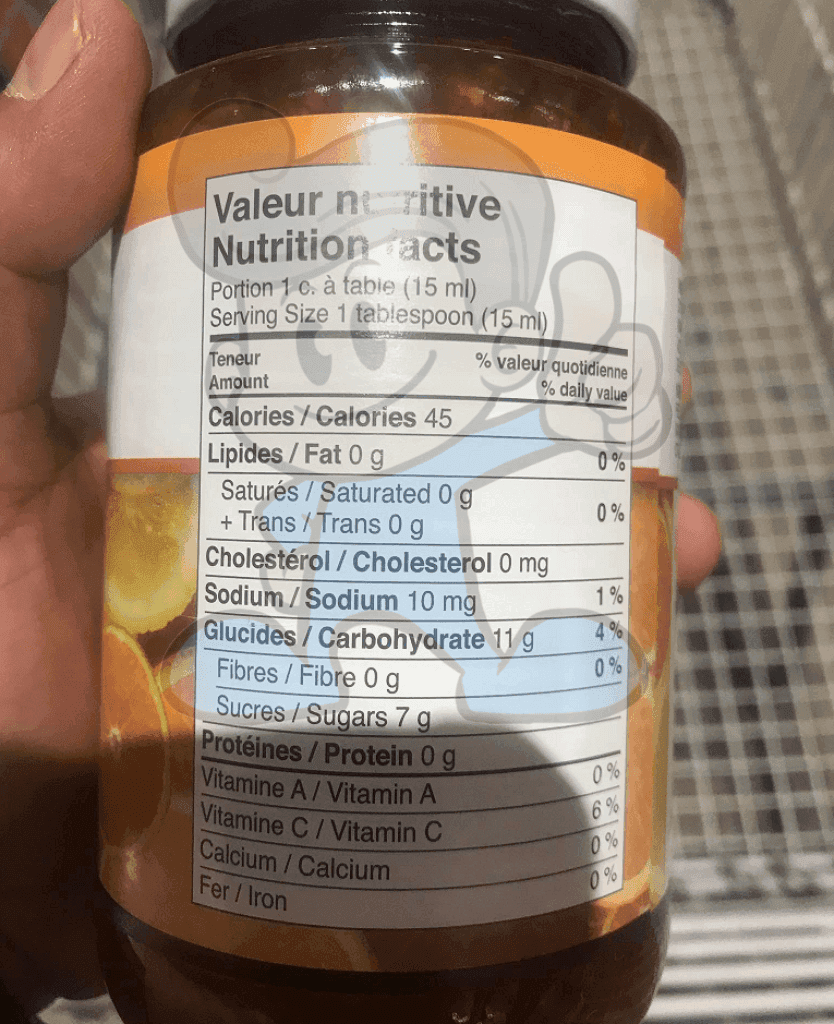 Valeur nutritive
Nutrition Facts
Portion 1 c. à table (15 ml)
Serving Size 1 tablespoon (15 ml)
Teneur % valeur quotidienne
Amount % daily value
Calories / Calories 45
Lipides / Fat 0 g 0 %
Saturés / Saturated 0 g
+ Trans / Trans 0 g 0 %
Cholestérol / Cholesterol 0 mg
Sodium / Sodium 10 mg 1 %
Glucides / Carbohydrate 11 g 4 %
Fibres / Fibre 0 g 0 %
Sucres / Sugars 7 g
Protéines / Protein 0 g
Vitamine A / Vitamin A 0 %
Vitamine C / Vitamin C 6 %
Calcium / Calcium 0 %
Fer / Iron 0 %